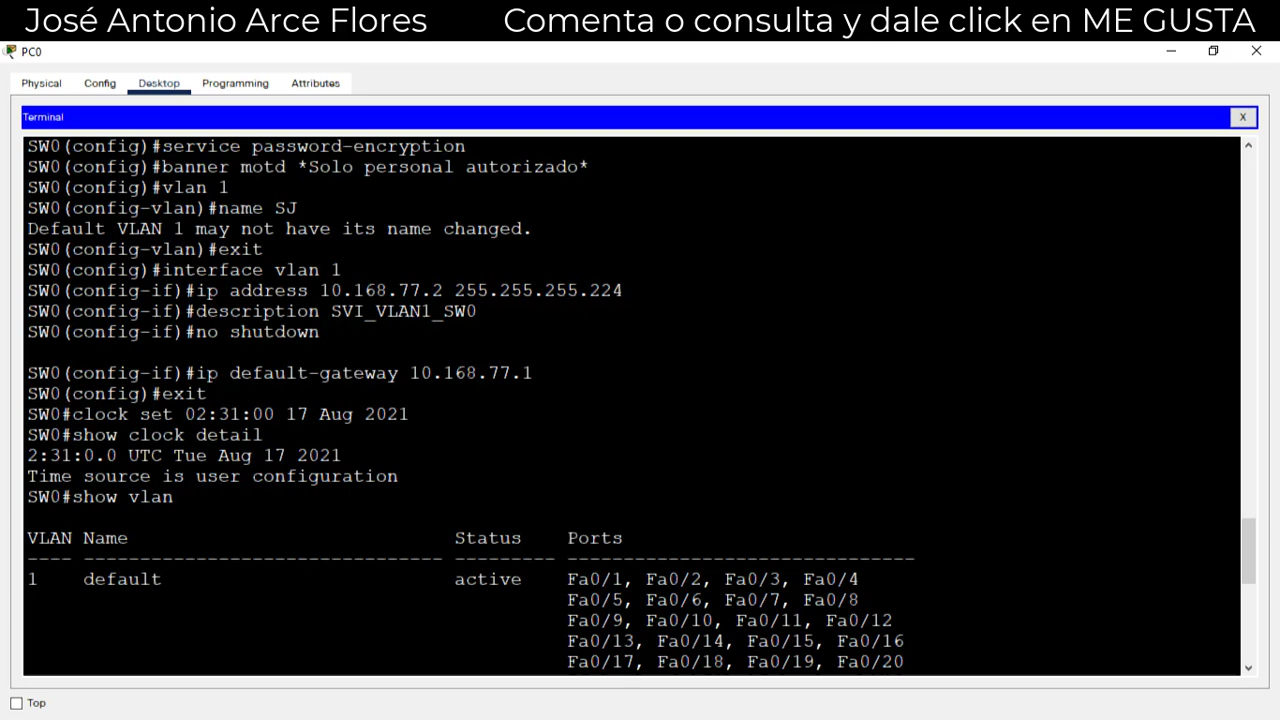 José Antonio Arce Flores Comenta o consulta y dale click en ME GUSTA
PC0
Physical Config Desktop Programming Attributes
Terminal X
SW0(config)#service password-encryption
SW0(config)#banner motd *Solo personal autorizado*
SW0(config)#vlan 1
SW0(config-vlan)#name SJ
Default VLAN 1 may not have its name changed.
SW0(config-vlan)#exit
SW0(config)#interface vlan 1
SW0(config-if)#ip address 10.168.77.2 255.255.255.224
SW0(config-if)#description SVI_VLAN1_SW0
SW0(config-if)#no shutdown
SW0(config-if)#ip default-gateway 10.168.77.1
SW0(config)#exit
SW0#clock set 02:31:00 17 Aug 2021
SW0#show clock detail
2:31:0.0 UTC Tue Aug 17 2021
Time source is user configuration
SW0#show vlan
VLAN Name Status Ports
---- -------------------------------- --------- -------------------------------
1 default active Fa0/1, Fa0/2, Fa0/3, Fa0/4
Fa0/5, Fa0/6, Fa0/7, Fa0/8
Fa0/9, Fa0/10, Fa0/11, Fa0/12
Fa0/13, Fa0/14, Fa0/15, Fa0/16
Fa0/17, Fa0/18, Fa0/19, Fa0/20
Top